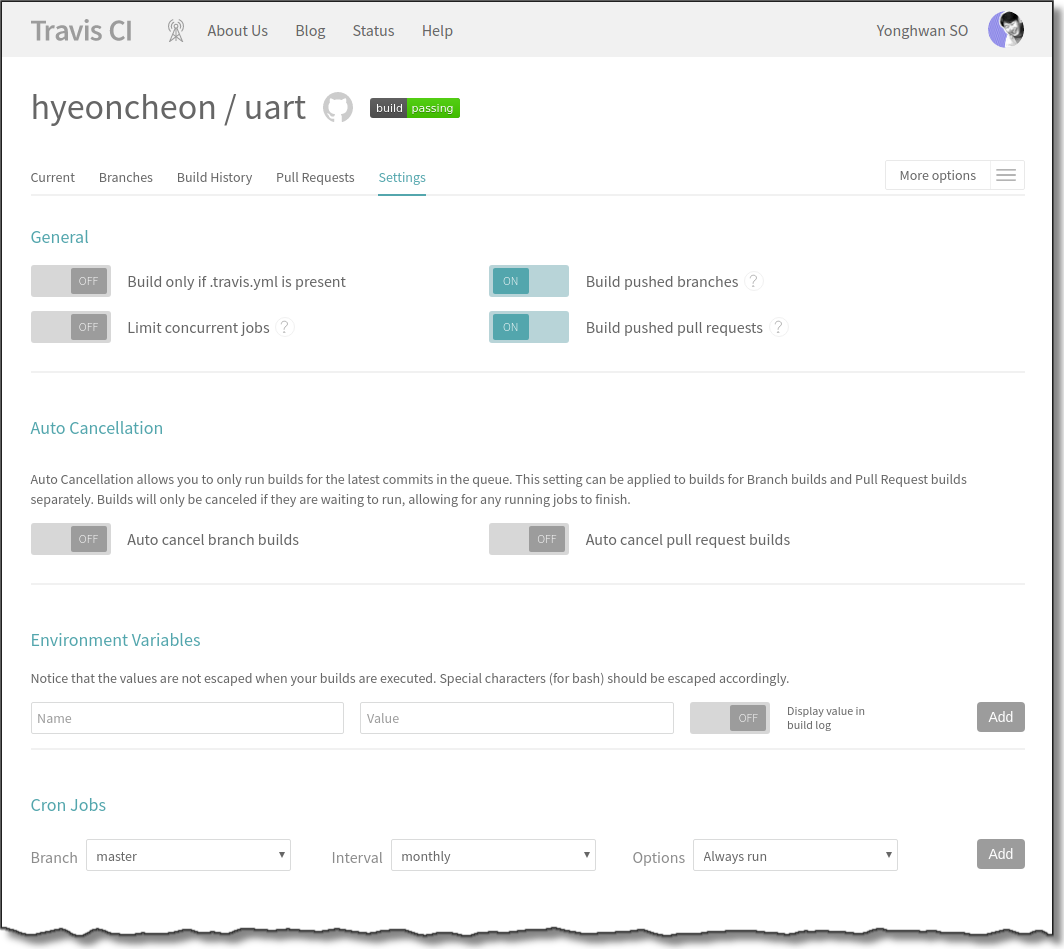 Travis CI About Us Blog Status Help Yonghwan SO
hyeoncheon / uart build passing
Current Branches Build History Pull Requests Settings More options
General
OFF Build only if .travis.yml is present ON Build pushed branches ?
OFF Limit concurrent jobs ? ON Build pushed pull requests ?
Auto Cancellation
Auto Cancellation allows you to only run builds for the latest commits in the queue. This setting can be applied to builds for Branch builds and Pull Request builds
separately. Builds will only be canceled if they are waiting to run, allowing for any running jobs to finish.
OFF Auto cancel branch builds OFF Auto cancel pull request builds
Environment Variables
Notice that the values are not escaped when your builds are executed. Special characters (for bash) should be escaped accordingly.
Name Value OFF Display value in
build log
Add
Cron Jobs
Branch master Interval monthly Options Always run Add